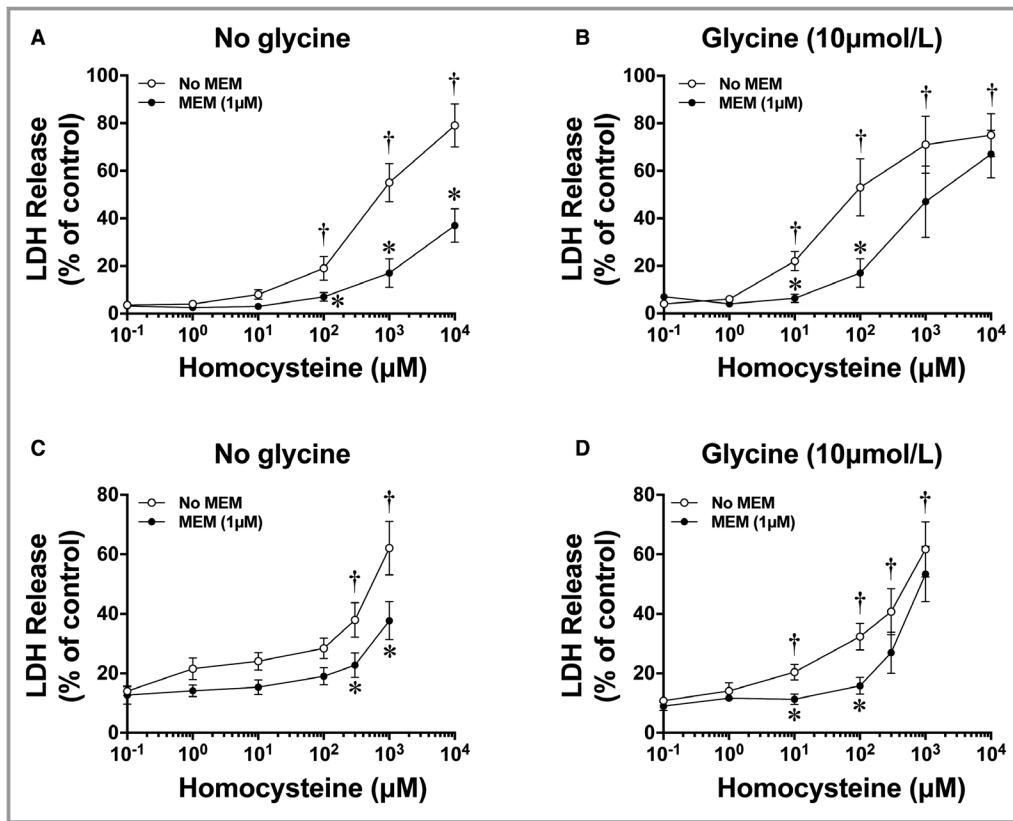 A
No glycine
No MEM
MEM (1µM)
LDH Release
(% of control)
100
80
60
40
20
0
† † †
* * *
10⁻¹ 10⁰ 10¹ 10² 10³ 10⁴
Homocysteine (µM)
B
Glycine (10µmol/L)
No MEM
MEM (1µM)
LDH Release
(% of control)
100
80
60
40
20
0
† † † †
* *
10⁻¹ 10⁰ 10¹ 10² 10³ 10⁴
Homocysteine (µM)
C
No glycine
No MEM
MEM (1µM)
LDH Release
(% of control)
80
60
40
20
0
† †
* *
10⁻¹ 10⁰ 10¹ 10² 10³ 10⁴
Homocysteine (µM)
D
Glycine (10µmol/L)
No MEM
MEM (1µM)
LDH Release
(% of control)
80
60
40
20
0
† † † †
* *
10⁻¹ 10⁰ 10¹ 10² 10³ 10⁴
Homocysteine (µM)